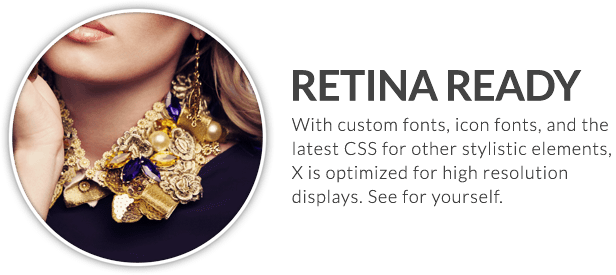 RETINA READY
With custom fonts, icon fonts, and the
latest CSS for other stylistic elements,
X is optimized for high resolution
displays. See for yourself.